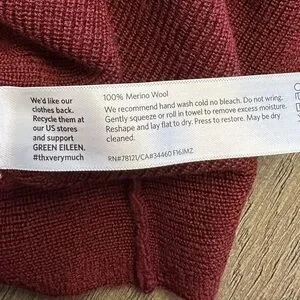 We'd like our
clothes back.
Recycle them at
our US stores
and support
GREEN EILEEN.
#thxverymuch
100% Merino Wool
We recommend hand wash cold no bleach. Do not wring.
Gently squeeze or roll in towel to remove excess moisture.
Reshape and lay flat to dry. Press to restore. May be dry
cleaned.
RN#78121/CA#34460 F16JMZ